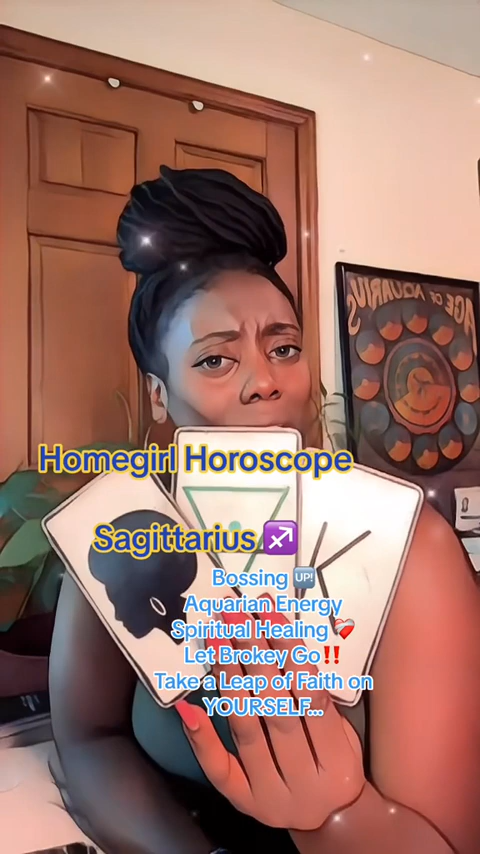 AGE OF AQUARIUS
Homegirl Horoscope
Sagittarius ♐
Bossing 🆙
Aquarian Energy
Spiritual Healing ❤️‍🩹
Let Brokey Go‼️
Take a Leap of Faith on
YOURSELF...